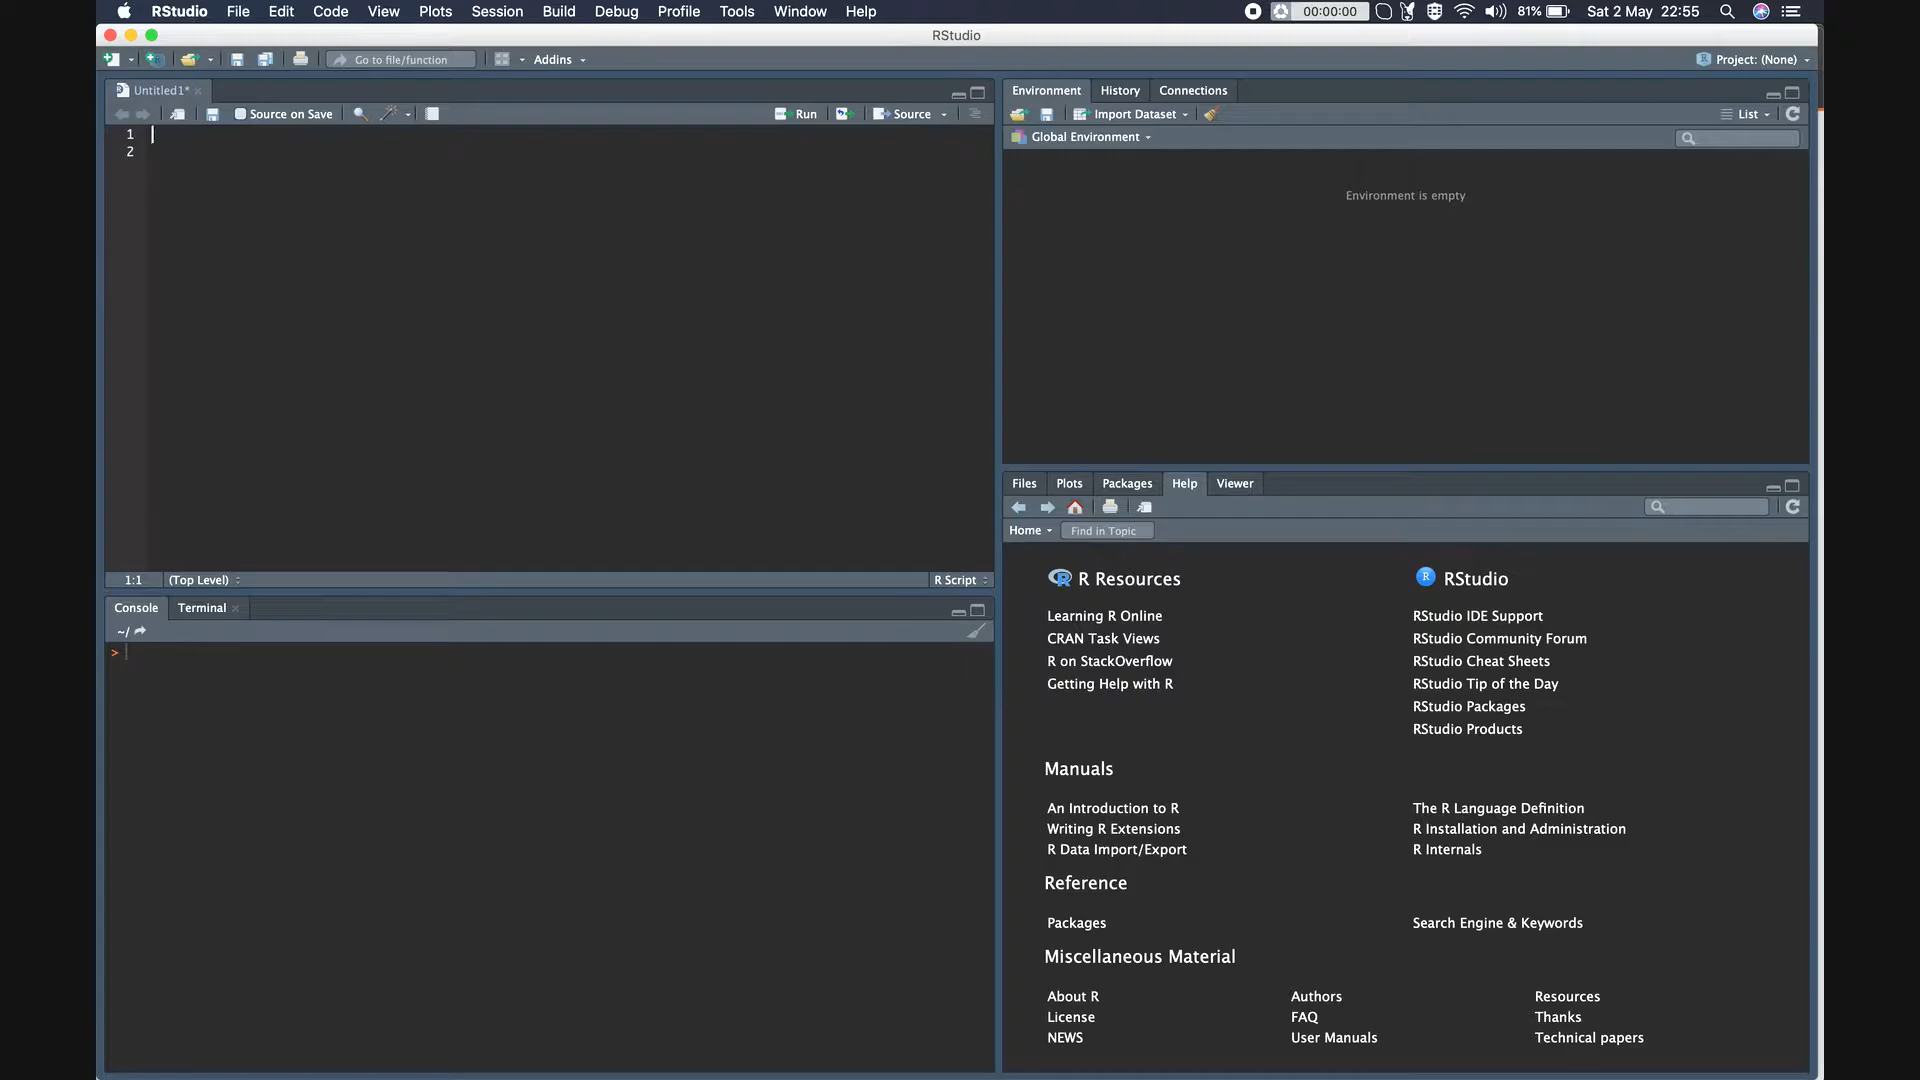 RStudio File Edit Code View Plots Session Build Debug Profile Tools Window Help 00:00:00 81% Sat 2 May 22:55
RStudio
Go to file/function Addins Project: (None)
Untitled1*
Source on Save Run Source
1
2
1:1 (Top Level) R Script
Console Terminal
~/
>
Environment History Connections
Import Dataset List
Global Environment
Environment is empty
Files Plots Packages Help Viewer
Home Find in Topic
R Resources
Learning R Online
CRAN Task Views
R on StackOverflow
Getting Help with R
RStudio
RStudio IDE Support
RStudio Community Forum
RStudio Cheat Sheets
RStudio Tip of the Day
RStudio Packages
RStudio Products
Manuals
An Introduction to R The R Language Definition
Writing R Extensions R Installation and Administration
R Data Import/Export R Internals
Reference
Packages Search Engine & Keywords
Miscellaneous Material
About R Authors Resources
License FAQ Thanks
NEWS User Manuals Technical papers